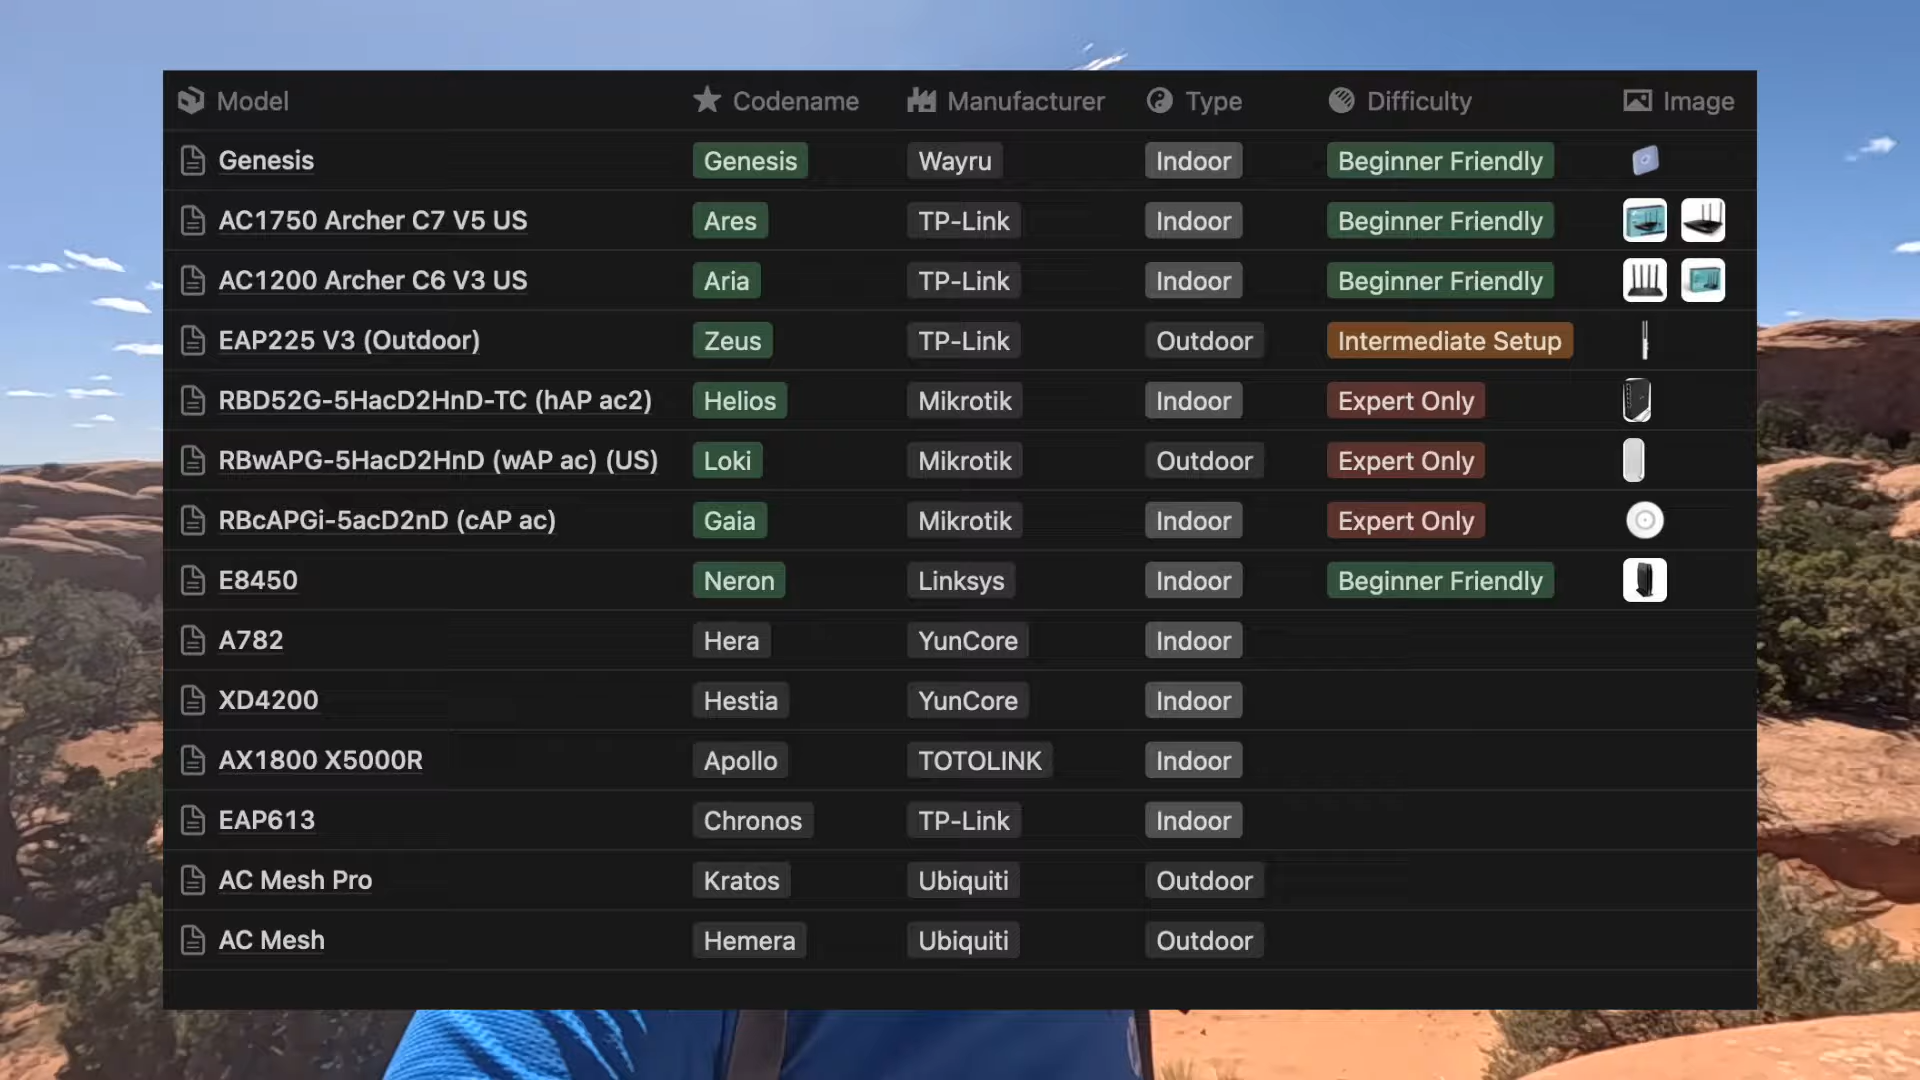 Model Codename Manufacturer Type Difficulty Image
Genesis Genesis Wayru Indoor Beginner Friendly
AC1750 Archer C7 V5 US Ares TP-Link Indoor Beginner Friendly
AC1200 Archer C6 V3 US Aria TP-Link Indoor Beginner Friendly
EAP225 V3 (Outdoor) Zeus TP-Link Outdoor Intermediate Setup
RBD52G-5HacD2HnD-TC (hAP ac2) Helios Mikrotik Indoor Expert Only
RBwAPG-5HacD2HnD (wAP ac) (US) Loki Mikrotik Outdoor Expert Only
RBcAPGi-5acD2nD (cAP ac) Gaia Mikrotik Indoor Expert Only
E8450 Neron Linksys Indoor Beginner Friendly
A782 Hera YunCore Indoor
XD4200 Hestia YunCore Indoor
AX1800 X5000R Apollo TOTOLINK Indoor
EAP613 Chronos TP-Link Indoor
AC Mesh Pro Kratos Ubiquiti Outdoor
AC Mesh Hemera Ubiquiti Outdoor